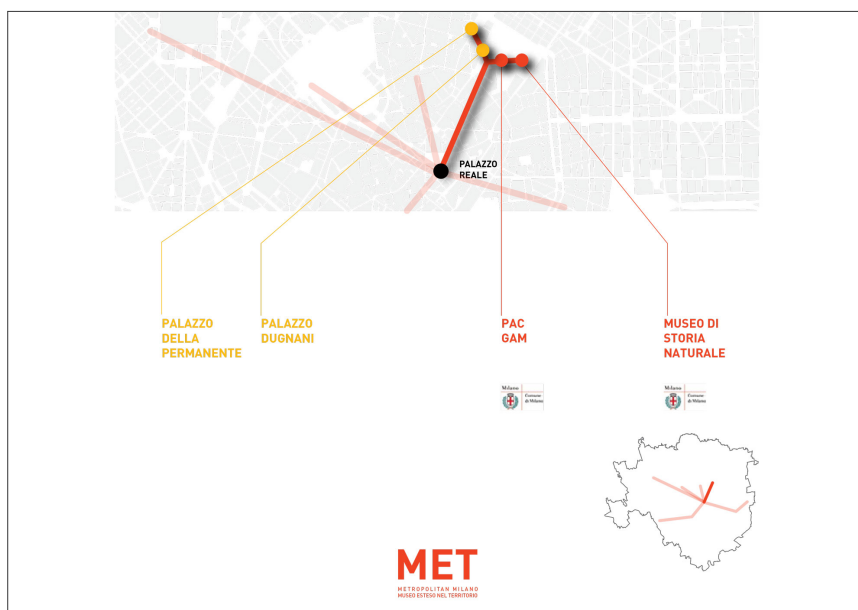 PALAZZO
REALE
PALAZZO
DELLA
PERMANENTE
PALAZZO
DUGNANI
PAC
GAM
MUSEO DI
STORIA
NATURALE
Milano
Comune
di Milano
Milano
Comune
di Milano
MET
METROPOLITAN MILANO
MUSEO ESTESO NEL TERRITORIO